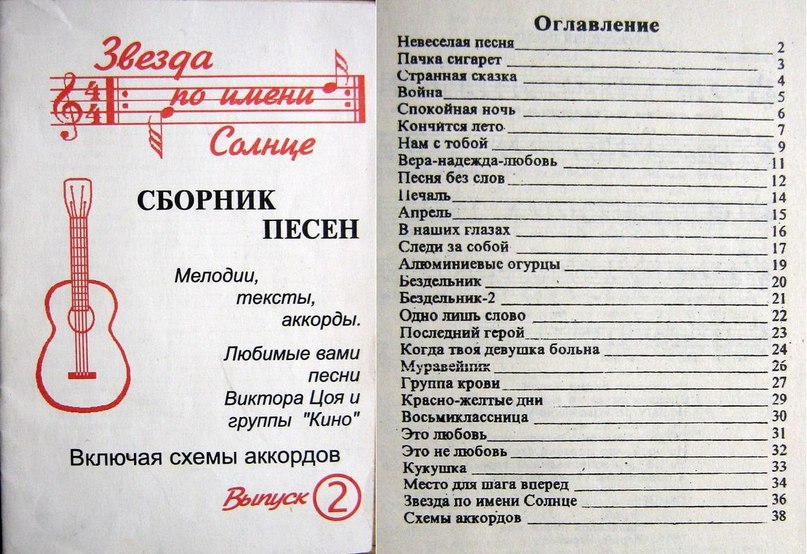 Звезда
4
4
по имени
Солнце
СБОРНИК
ПЕСЕН
Мелодии,
тексты,
аккорды.
Любимые вами
песни
Виктора Цоя и
группы "Кино"
Включая схемы аккордов
Выпуск 2
Оглавление
Невеселая песня 2
Пачка сигарет 3
Странная сказка 4
Война 5
Спокойная ночь 6
Кончится лето 7
Нам с тобой 9
Вера-надежда-любовь 11
Песня без слов 12
Печаль 14
Апрель 15
В наших глазах 16
Следи за собой 17
Алюминиевые огурцы 19
Бездельник 20
Бездельник-2 21
Одно лишь слово 22
Последний герой 23
Когда твоя девушка больна 24
Муравейник 26
Группа крови 27
Красно-желтые дни 29
Восьмиклассница 30
Это любовь 31
Это не любовь 32
Кукушка 33
Место для шага вперед 34
Звезда по имени Солнце 36
Схемы аккордов 38